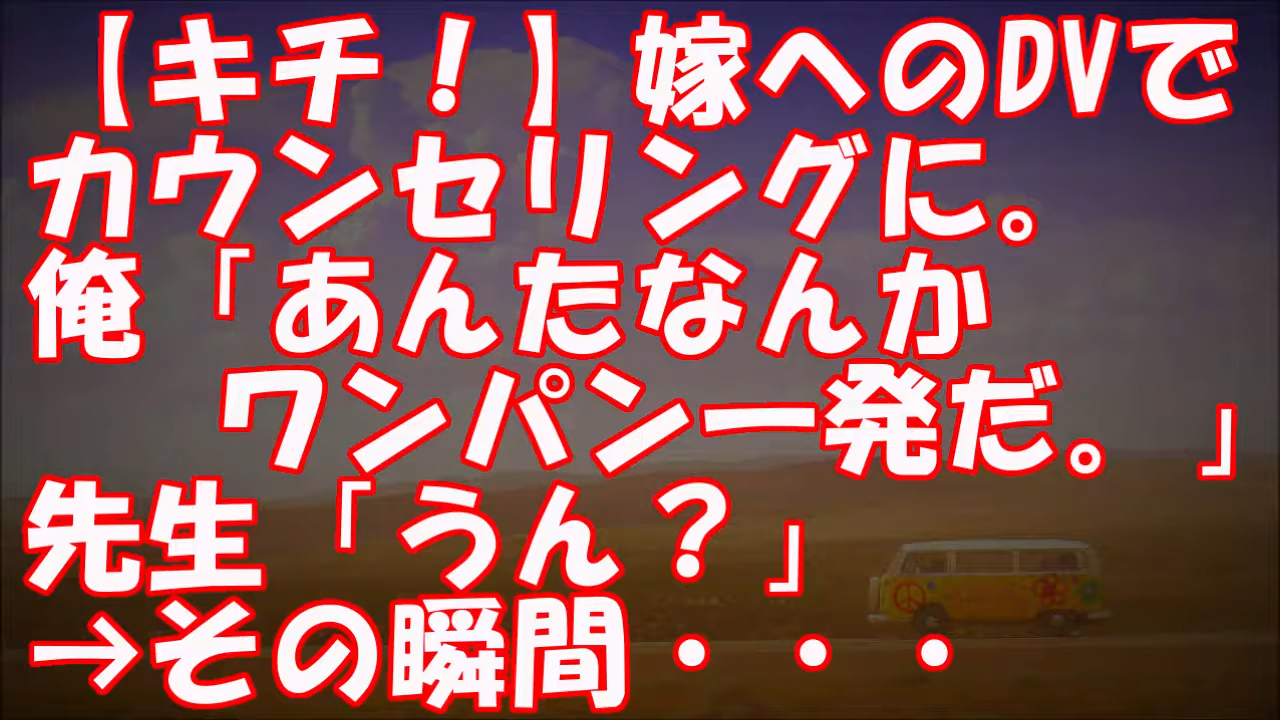 【キチ！】嫁へのDVで
カウンセリングに。
俺「あんたなんか
ワンパン一発だ。」
先生「うん？」
→その瞬間・・・